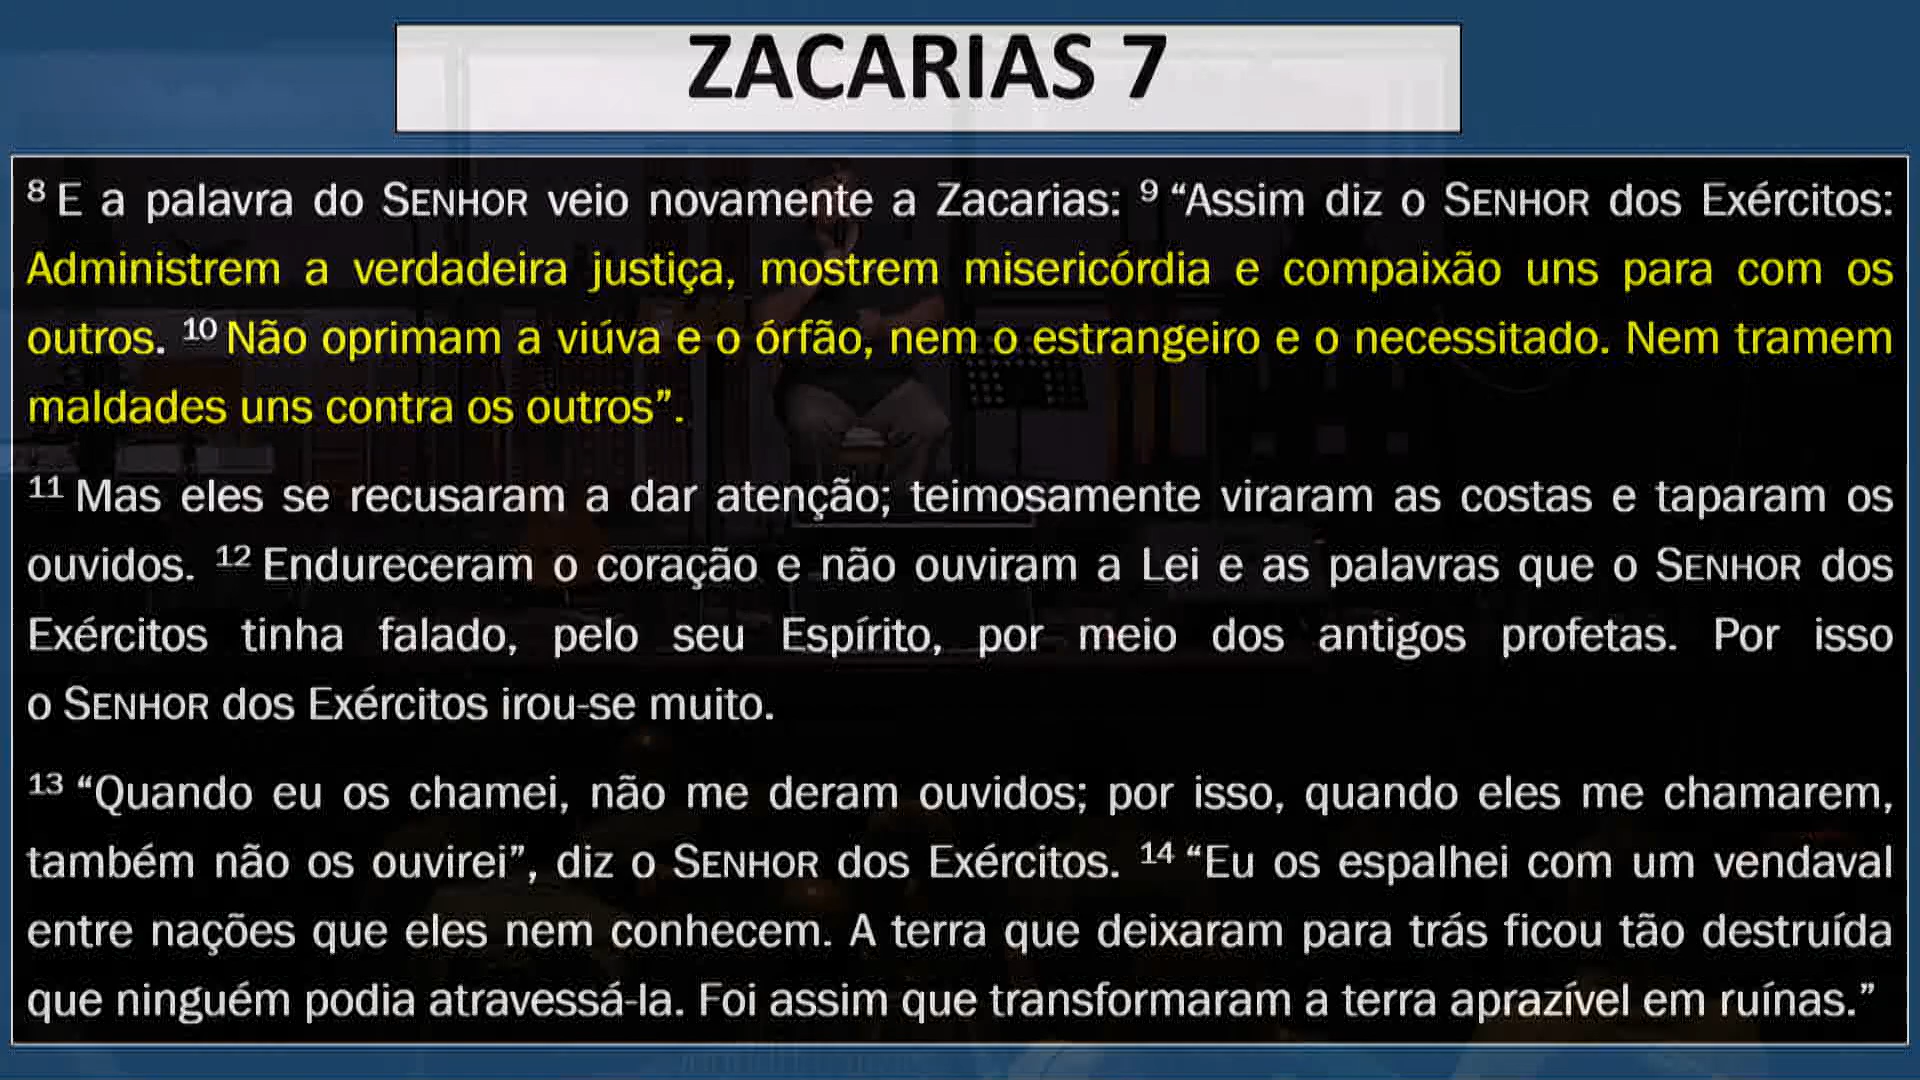 ZACARIAS 7
⁸ E a palavra do SENHOR veio novamente a Zacarias: ⁹ “Assim diz o SENHOR dos Exércitos:
Administrem a verdadeira justiça, mostrem misericórdia e compaixão uns para com os
outros. ¹⁰ Não oprimam a viúva e o órfão, nem o estrangeiro e o necessitado. Nem tramem
maldades uns contra os outros”.
¹¹ Mas eles se recusaram a dar atenção; teimosamente viraram as costas e taparam os
ouvidos. ¹² Endureceram o coração e não ouviram a Lei e as palavras que o SENHOR dos
Exércitos tinha falado, pelo seu Espírito, por meio dos antigos profetas. Por isso
o SENHOR dos Exércitos irou-se muito.
¹³ “Quando eu os chamei, não me deram ouvidos; por isso, quando eles me chamarem,
também não os ouvirei”, diz o SENHOR dos Exércitos. ¹⁴ “Eu os espalhei com um vendaval
entre nações que eles nem conhecem. A terra que deixaram para trás ficou tão destruída
que ninguém podia atravessá-la. Foi assim que transformaram a terra aprazível em ruínas.”